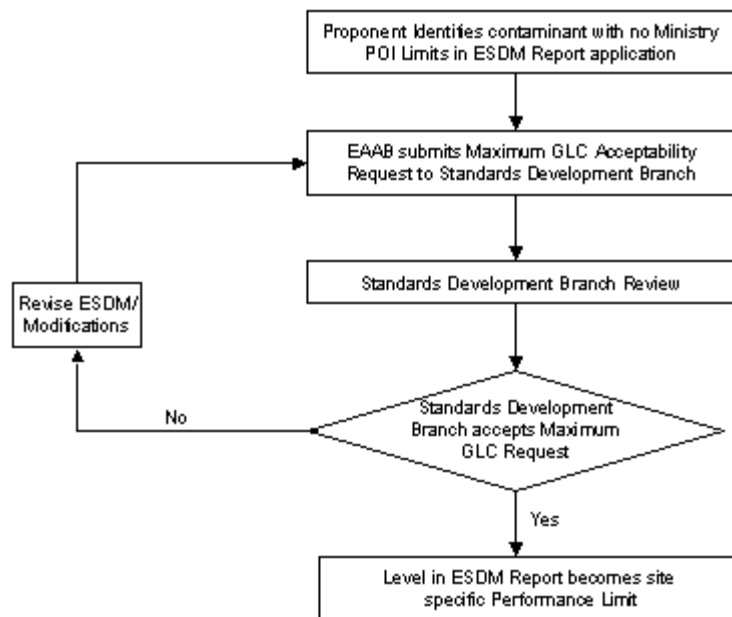 Proponent Identifies contaminant with no Ministry
POI Limits in ESDM Report application
EAAB submits Maximum GLC Acceptability
Request to Standards Development Branch
Standards Development Branch Review
Revise ESDM/
Modifications
Standards Development
Branch accepts Maximum
GLC Request
No
Yes
Level in ESDM Report becomes site
specific Performance Limit